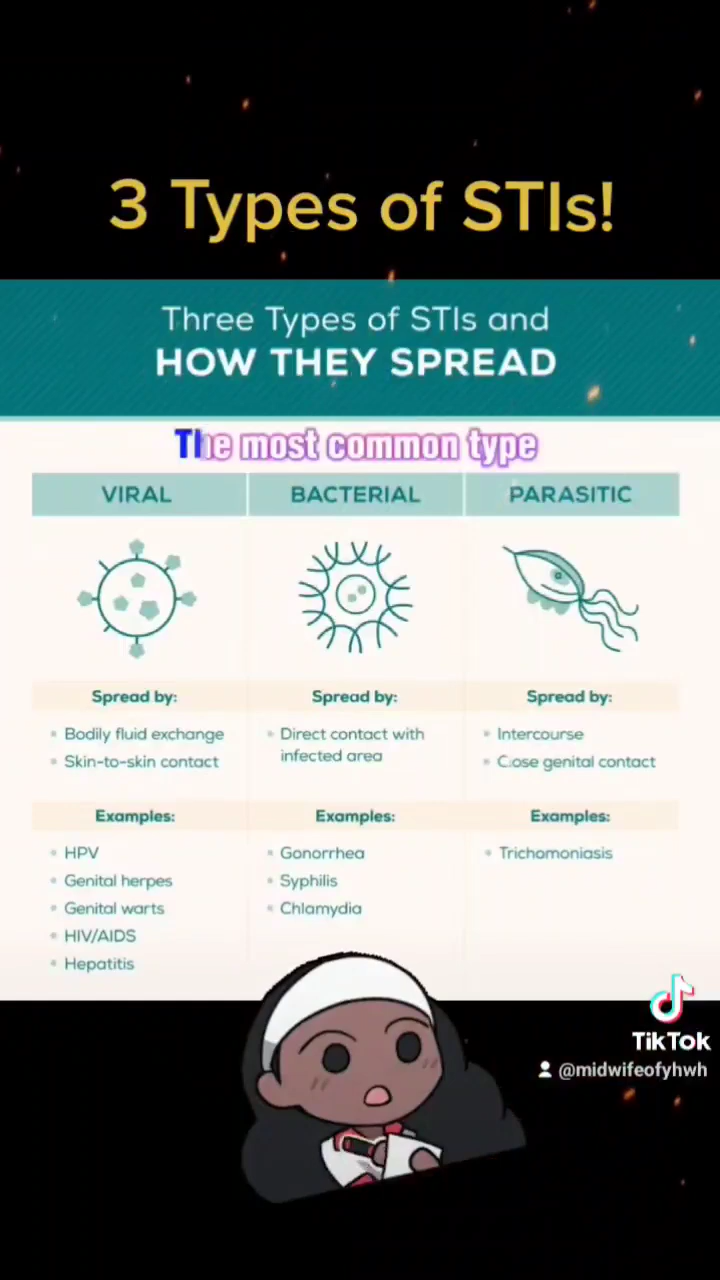 3 Types of STIs!
Three Types of STIs and
HOW THEY SPREAD
The most common type
VIRAL
Spread by:
Bodily fluid exchange
Skin-to-skin contact
Examples:
HPV
Genital herpes
Genital warts
HIV/AIDS
Hepatitis
BACTERIAL
Spread by:
Direct contact with
infected area
Examples:
Gonorrhea
Syphilis
Chlamydia
PARASITIC
Spread by:
Intercourse
Close genital contact
Examples:
Trichomoniasis
TikTok
@midwifeofyhwh